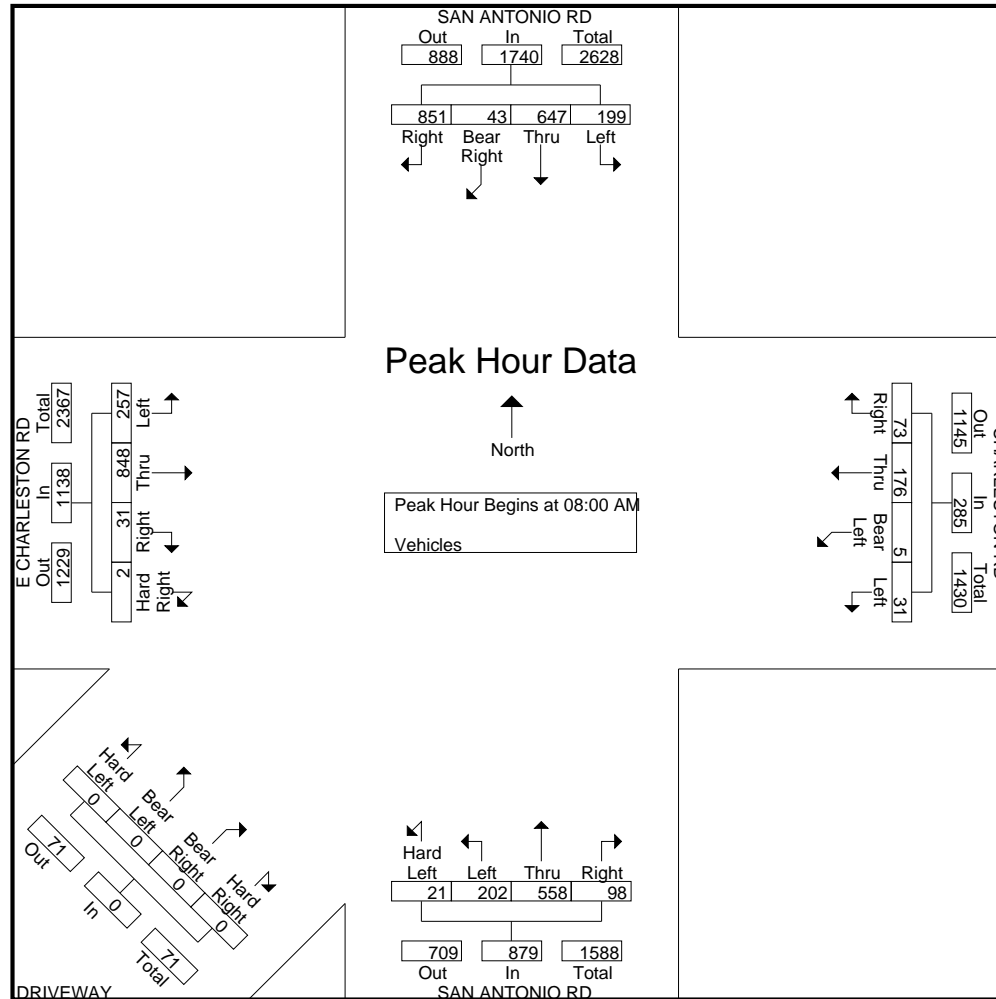 SAN ANTONIO RD
Out In Total
888 1740 2628
851 43 647 199
Right Bear Right Thru Left
Peak Hour Data
North
Peak Hour Begins at 08:00 AM
Vehicles
E CHARLESTON RD
Out In Total
1229 1138 2367
2 31 848 257
Hard Right Right Thru Left
Out In Total
1145 285 1430
73 176 5 31
Right Thru Bear Left Left
Hard Left Bear Left Bear Right Hard Right
0 0 0 0
71 0 71
Out In Total
DRIVEWAY
Hard Left Left Thru Right
21 202 558 98
709 879 1588
Out In Total
SAN ANTONIO RD